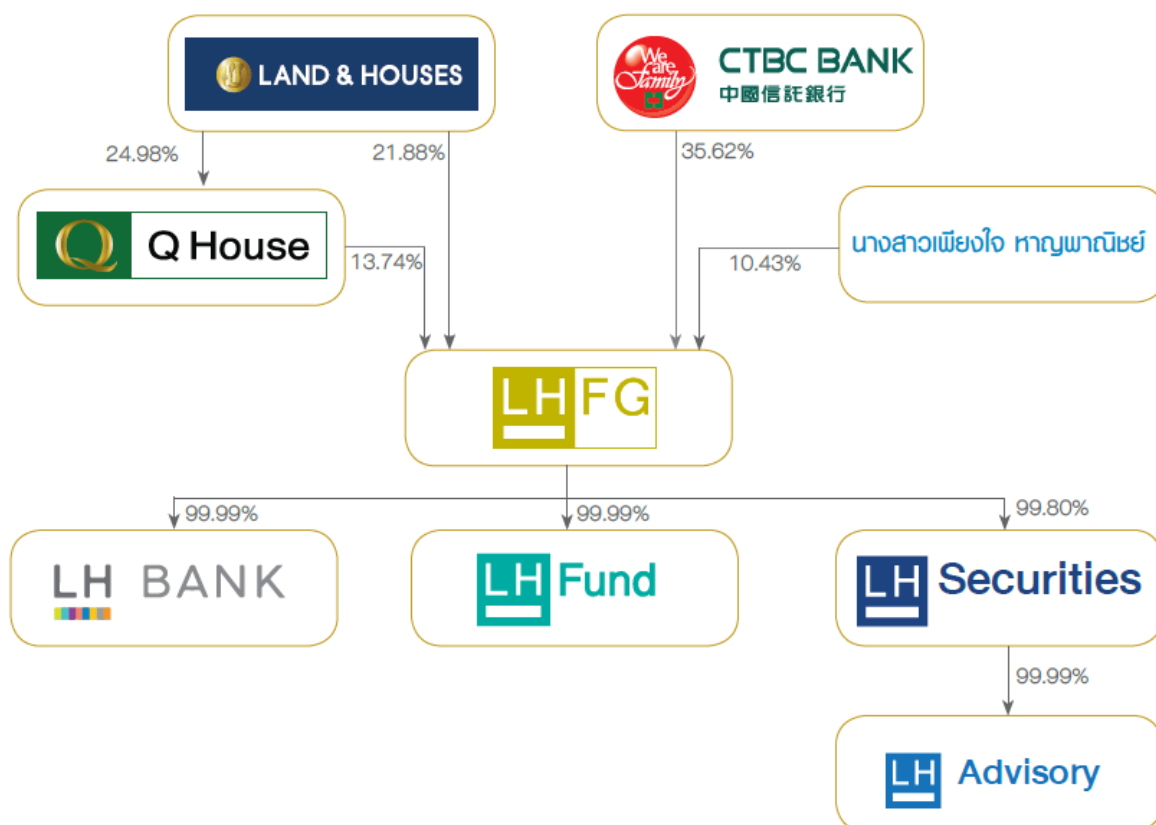 LAND & HOUSES
We are Family
CTBC BANK
中國信託銀行
24.98%
21.88%
35.62%
Q
Q House
นางสาวเพียงใจ หาญพาณิชย์
13.74%
10.43%
LH FG
99.99%
99.99%
99.80%
LH BANK
LH Fund
LH Securities
99.99%
LH Advisory